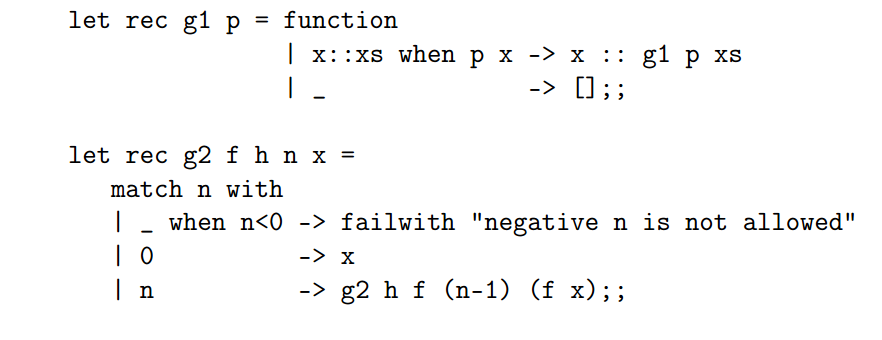 let rec g1 p = function
| x::xs when p x -> x :: g1 p xs
| _ -> [];;
let rec g2 f h n x =
match n with
| _ when n<0 -> failwith "negative n is not allowed"
| 0 -> x
| n -> g2 h f (n-1) (f x);;